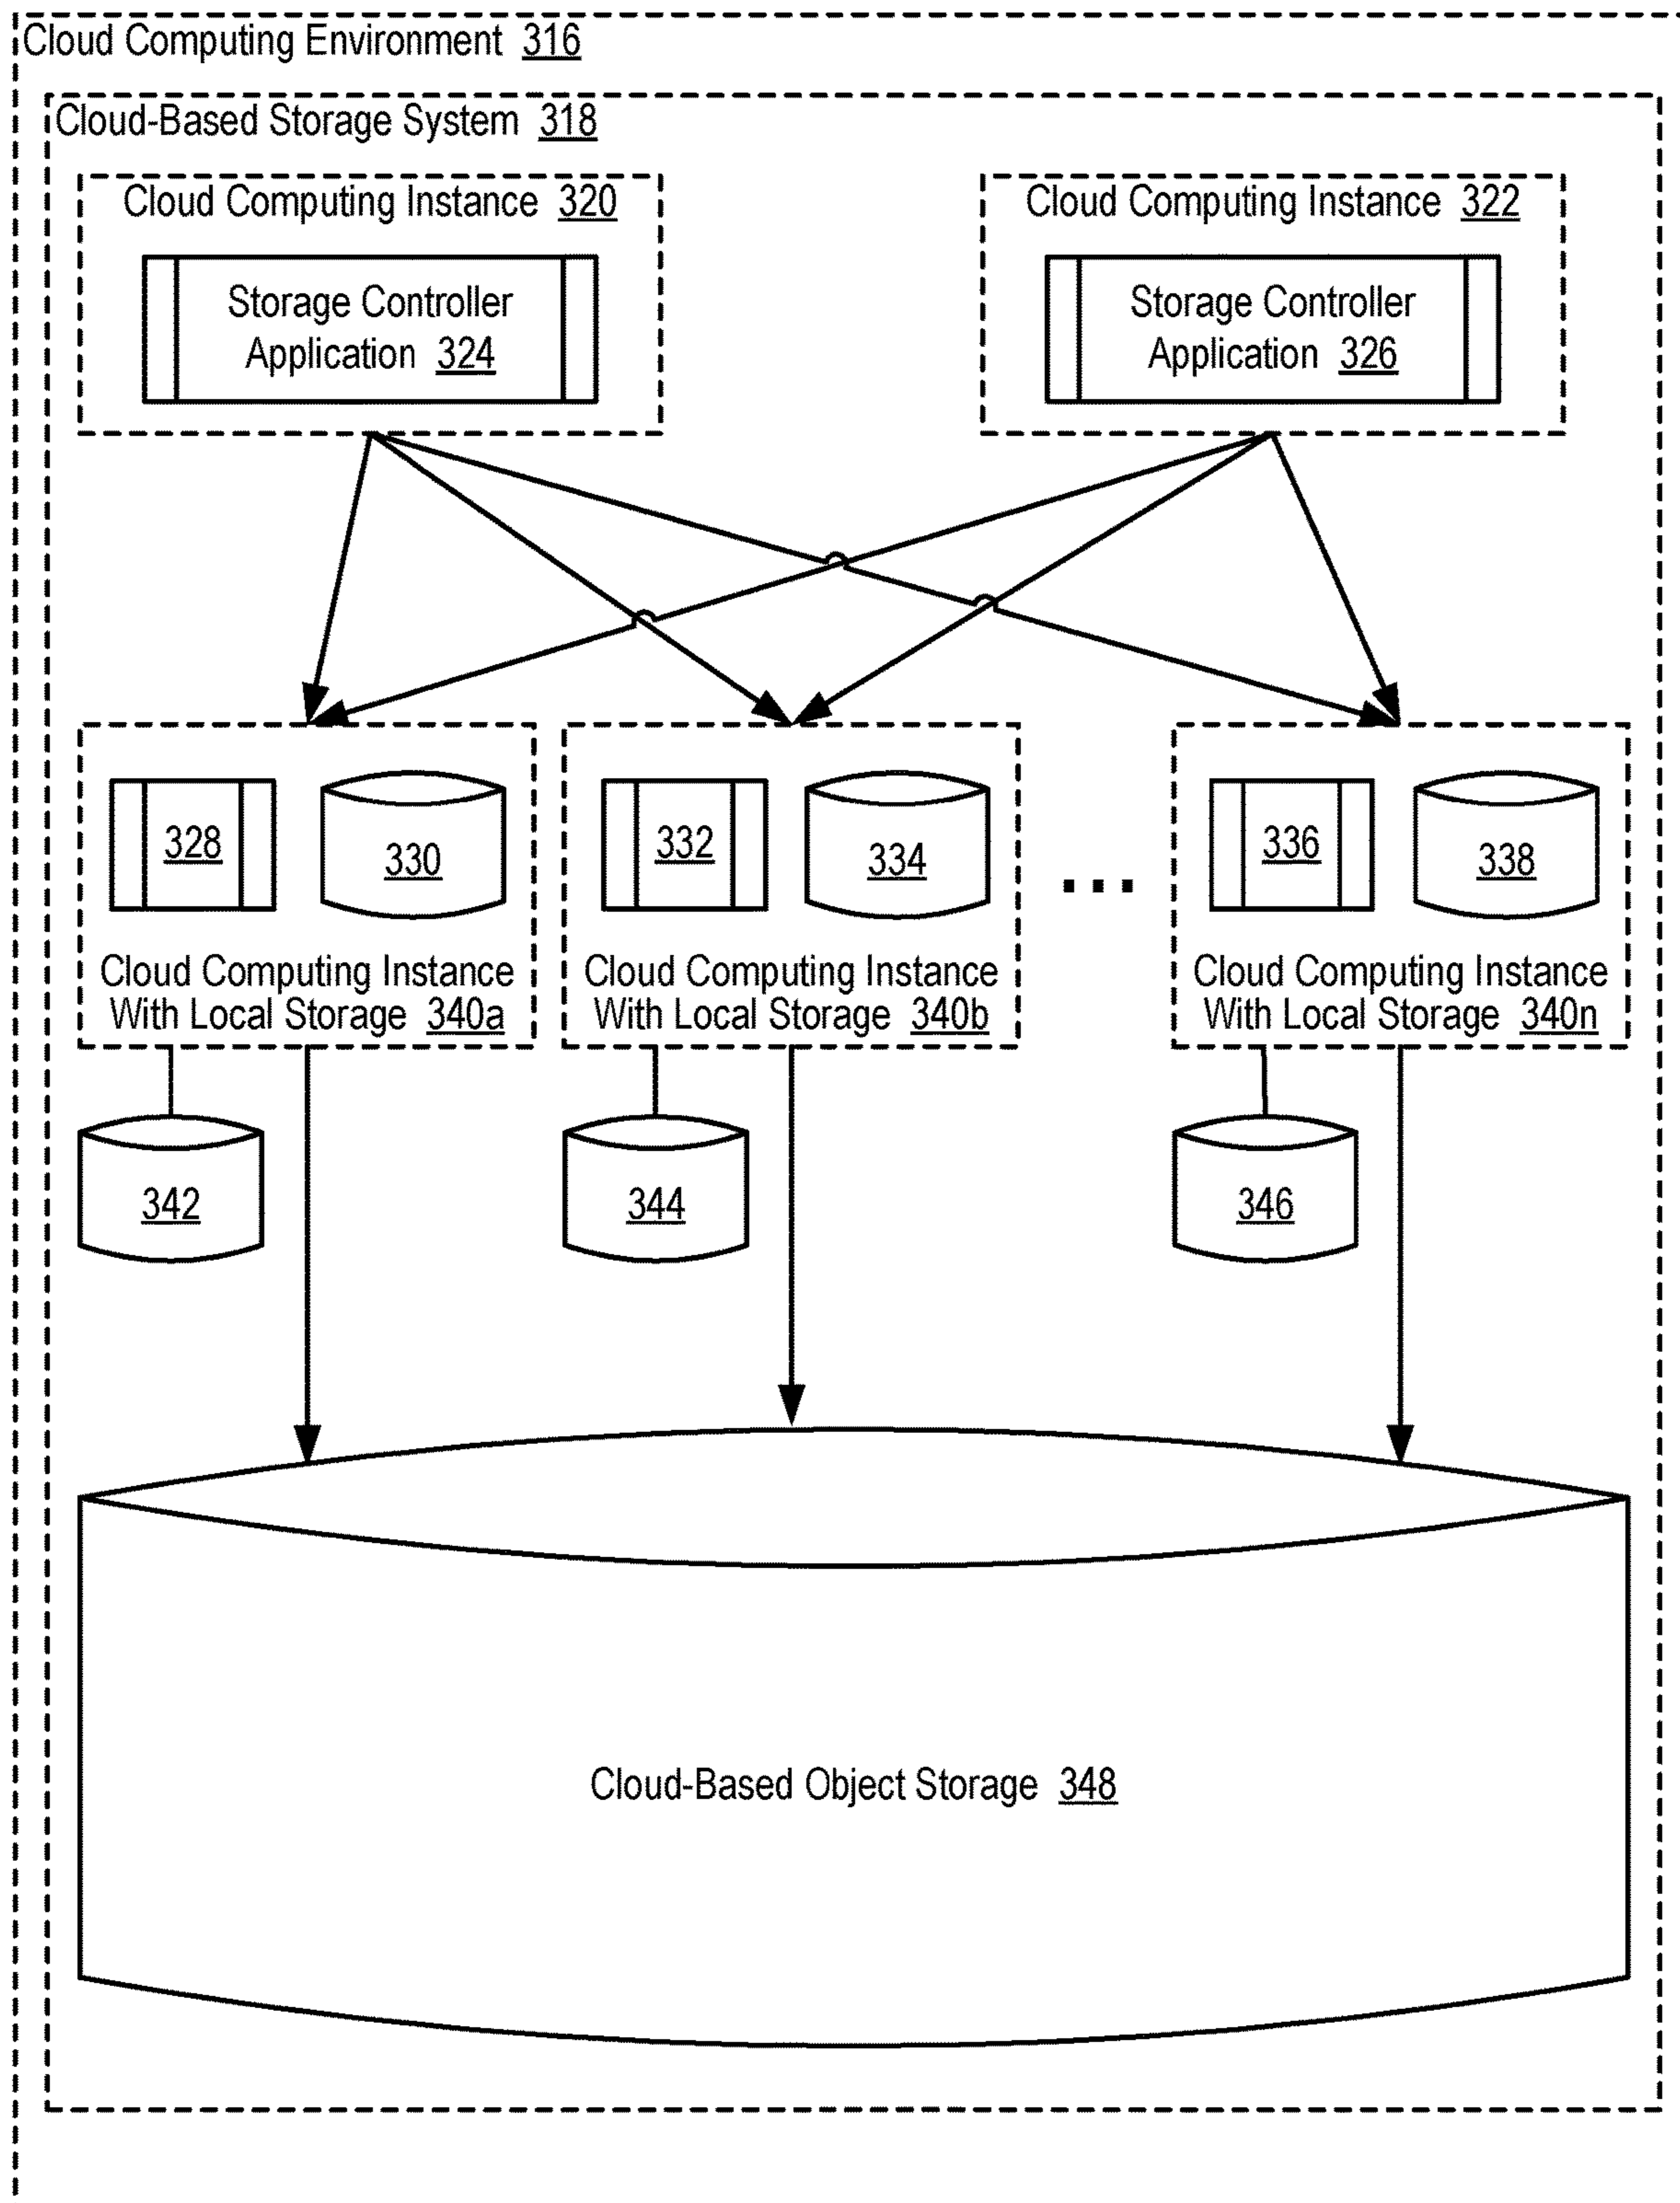 Cloud Computing Environment 316
Cloud-Based Storage System 318
Cloud Computing Instance 320
Storage Controller
Application 324
Cloud Computing Instance 322
Storage Controller
Application 326
328
330
Cloud Computing Instance
With Local Storage 340a
332
334
Cloud Computing Instance
With Local Storage 340b
...
336
338
Cloud Computing Instance
With Local Storage 340n
342
344
346
Cloud-Based Object Storage 348